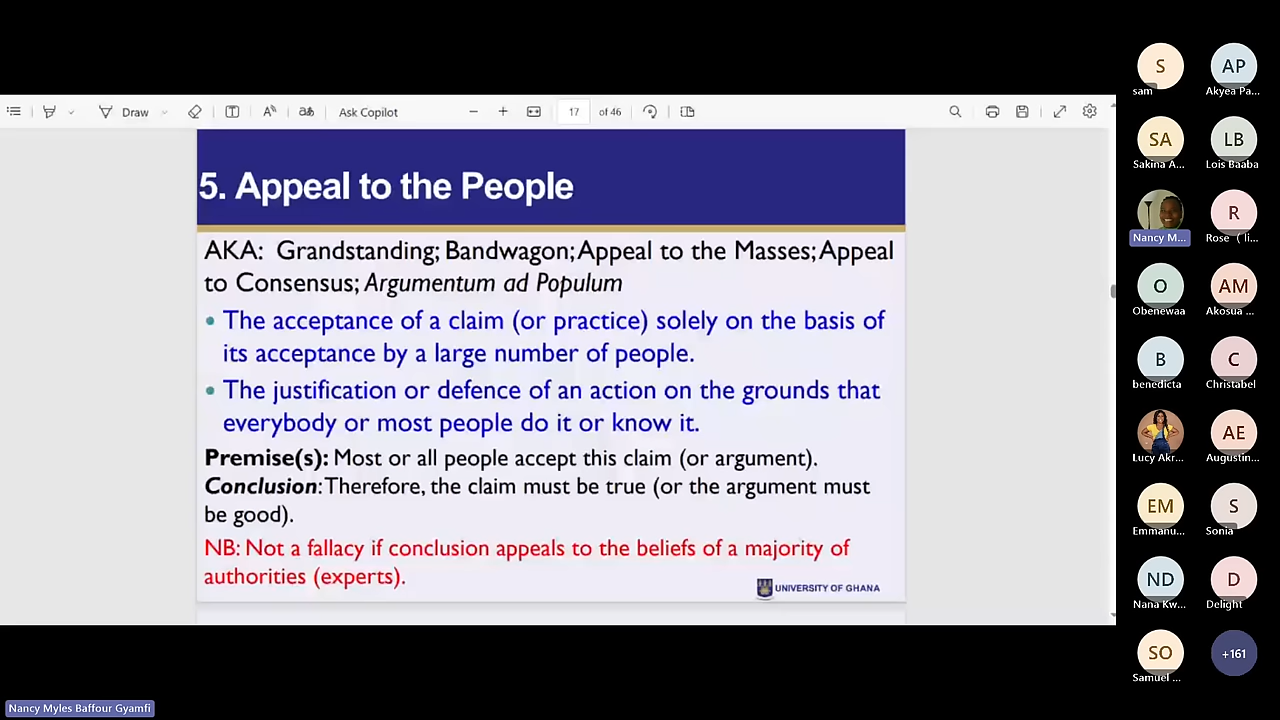 Draw
Ask Copilot
17 of 46
5. Appeal to the People
AKA: Grandstanding; Bandwagon; Appeal to the Masses; Appeal
to Consensus; Argumentum ad Populum
• The acceptance of a claim (or practice) solely on the basis of
its acceptance by a large number of people.
• The justification or defence of an action on the grounds that
everybody or most people do it or know it.
Premise(s): Most or all people accept this claim (or argument).
Conclusion: Therefore, the claim must be true (or the argument must
be good).
NB: Not a fallacy if conclusion appeals to the beliefs of a majority of
authorities (experts).
UNIVERSITY OF GHANA
S
sam
AP
Akyea Pa...
SA
Sakina A...
LB
Lois Baaba
Nancy M...
R
Rose ( li...
O
Obenewaa
AM
Akosua ...
B
benedicta
C
Christabel
Lucy Akr...
AE
Augustin...
EM
Emmanu...
S
Sonia
ND
Nana Kw...
D
Delight
SO
Samuel ...
+161
Nancy Myles Baffour Gyamfi